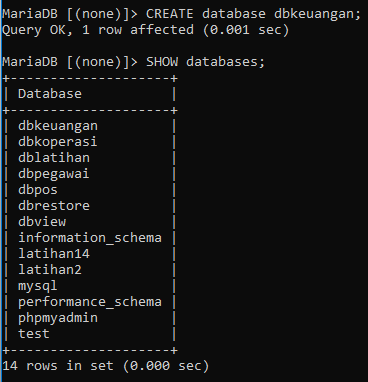 MariaDB [(none)]> CREATE database dbkeuangan;
Query OK, 1 row affected (0.001 sec)
MariaDB [(none)]> SHOW databases;
+--------------------+
| Database           |
+--------------------+
| dbkeuangan         |
| dbkoperasi         |
| dblatihan          |
| dbpegawai          |
| dbpos              |
| dbrestore          |
| dbview             |
| information_schema |
| latihan14          |
| latihan2           |
| mysql              |
| performance_schema |
| phpmyadmin         |
| test               |
+--------------------+
14 rows in set (0.000 sec)